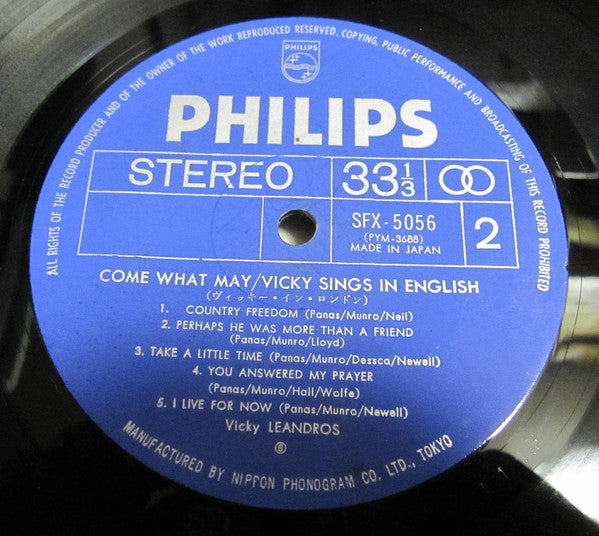 ALL RIGHTS OF THE RECORD PRODUCER AND OF THE OWNER OF THE WORK REPRODUCED RESERVED. COPYING, PUBLIC PERFORMANCE AND BROADCASTING OF THIS RECORD PROHIBITED
PHILIPS
PHILIPS
STEREO 33 1/3
SFX-5056
(PYM-3688)
MADE IN JAPAN
2
COME WHAT MAY/VICKY SINGS IN ENGLISH
(ヴィッキー・イン・ロンドン)
1. COUNTRY FREEDOM (Panas/Munro/Neil)
2. PERHAPS HE WAS MORE THAN A FRIEND
(Panas/Munro/Lloyd)
3. TAKE A LITTLE TIME (Panas/Munro/Dessca/Newell)
4. YOU ANSWERED MY PRAYER
(Panas/Munro/Hall/Wolfe)
5. I LIVE FOR NOW (Panas/Munro/Newell)
Vicky LEANDROS
MANUFACTURED BY NIPPON PHONOGRAM CO. LTD., TOKYO